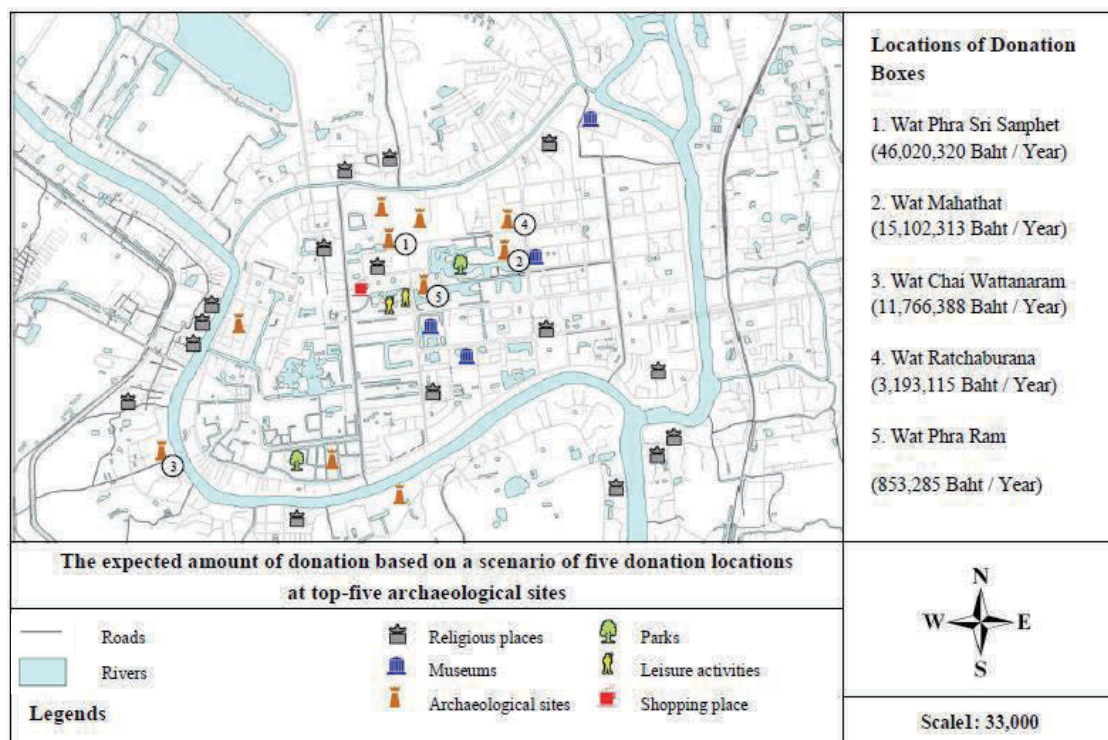 Locations of Donation
Boxes
1. Wat Phra Sri Sanphet
(46,020,320 Baht / Year)
2. Wat Mahathat
(15,102,313 Baht / Year)
3. Wat Chai Wattanaram
(11,766,388 Baht / Year)
4. Wat Ratchaburana
(3,193,115 Baht / Year)
5. Wat Phra Ram
(853,285 Baht / Year)
4
1
2
5
3
The expected amount of donation based on a scenario of five donation locations
at top-five archaeological sites
Roads
Religious places
Parks
Rivers
Museums
Leisure activities
Archaeological sites
Shopping place
Legends
N
W E
S
Scale1: 33,000